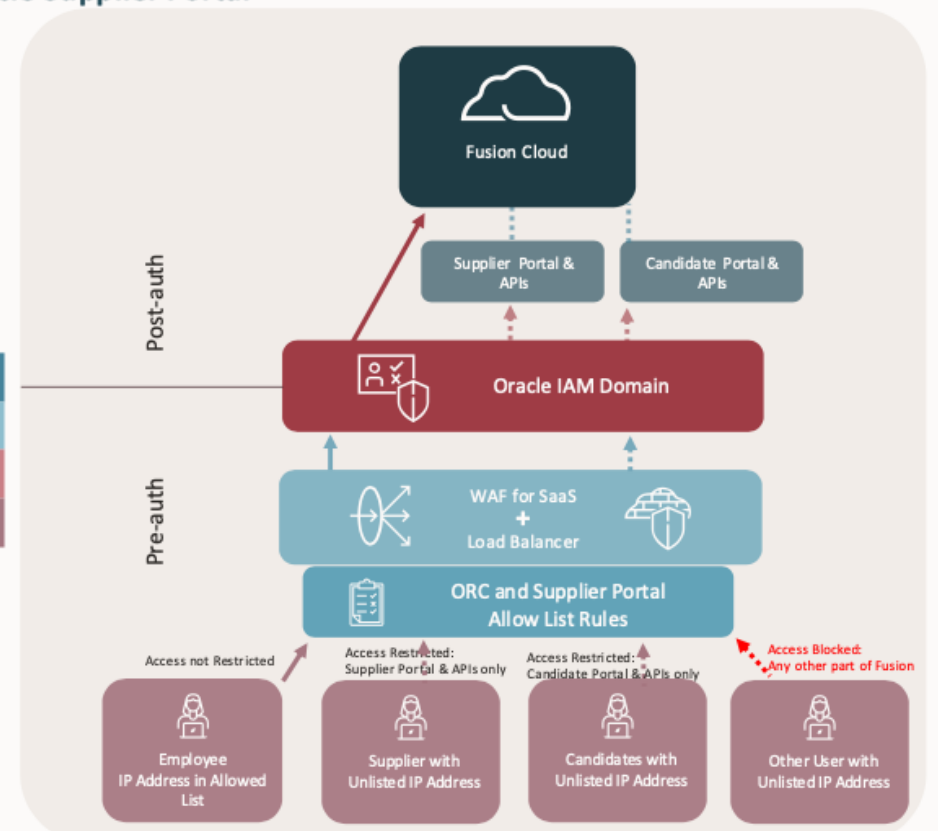 Supplier Portal
Fusion Cloud
Supplier Portal &
APIs
Candidate Portal &
APIs
Post-auth
Oracle IAM Domain
Pre-auth
WAF for SaaS
+
Load Balancer
ORC and Supplier Portal
Allow List Rules
Access not Restricted
Access Restricted:
Supplier Portal & APIs only
Access Restricted:
Candidate Portal & APIs only
Access Blocked:
Any other part of Fusion
Employee
IP Address in Allowed
List
Supplier with
Unlisted IP Address
Candidates with
Unlisted IP Address
Other User with
Unlisted IP Address